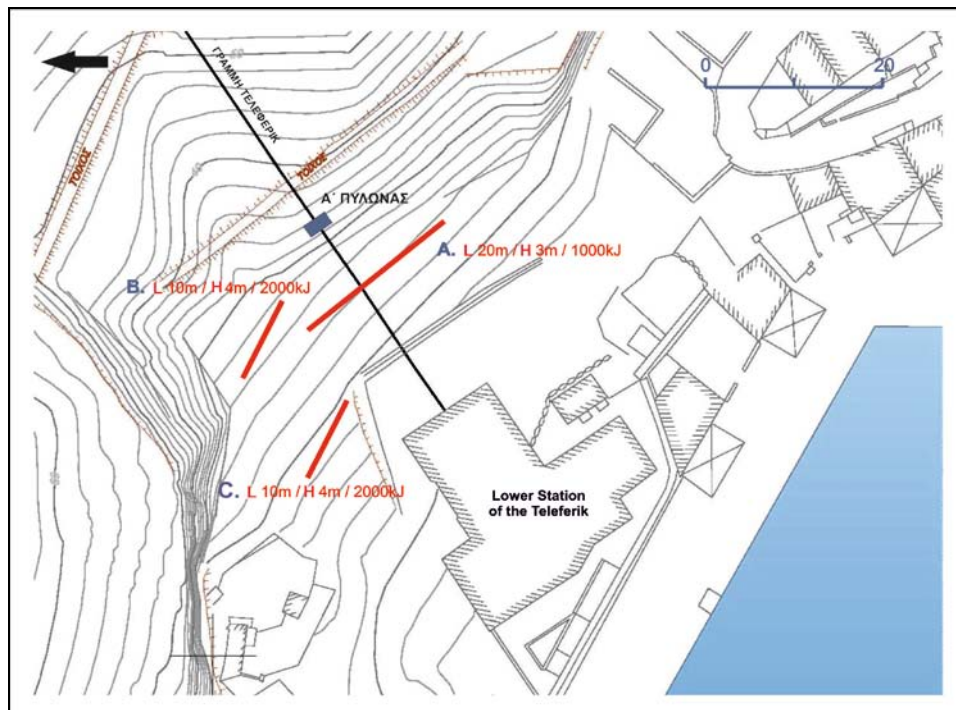 0 20
ΓΡΑΜΜΗ ΤΕΛΕΦΕΡΙΚ
ΤΟΙΧΟΣ
ΤΟΙΧΟΣ
Α΄ ΠΥΛΩΝΑΣ
A. L 20m / H 3m / 1000kJ
B. L 10m / H 4m / 2000kJ
C. L 10m / H 4m / 2000kJ
Lower Station
of the Teleferik